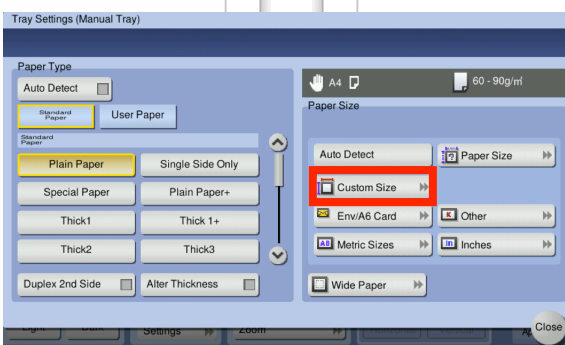 Tray Settings (Manual Tray)
Paper Type
Auto Detect
Standard Paper
User Paper
Standard Paper
Plain Paper
Single Side Only
Special Paper
Plain Paper+
Thick1
Thick 1+
Thick2
Thick3
Duplex 2nd Side
Alter Thickness
A4
60 - 90g/㎡
Paper Size
Auto Detect
? Paper Size
Custom Size
Env/A6 Card
K Other
AB Metric Sizes
in Inches
Wide Paper
Close
Settings
Zoom